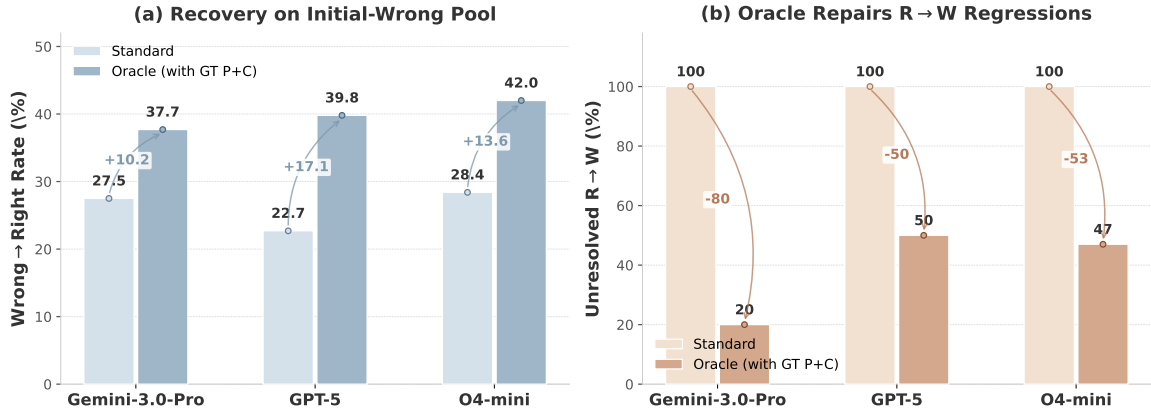 (a) Recovery on Initial-Wrong Pool
Wrong→Right Rate (\%)
50
40
30
20
10
0
Standard
Oracle (with GT P+C)
27.5
37.7
+10.2
22.7
39.8
+17.1
28.4
42.0
+13.6
Gemini-3.0-Pro
GPT-5
O4-mini
(b) Oracle Repairs R→W Regressions
Unresolved R→W (\%)
100
80
60
40
20
0
100
20
-80
100
50
-50
100
47
-53
Standard
Oracle (with GT P+C)
Gemini-3.0-Pro
GPT-5
O4-mini